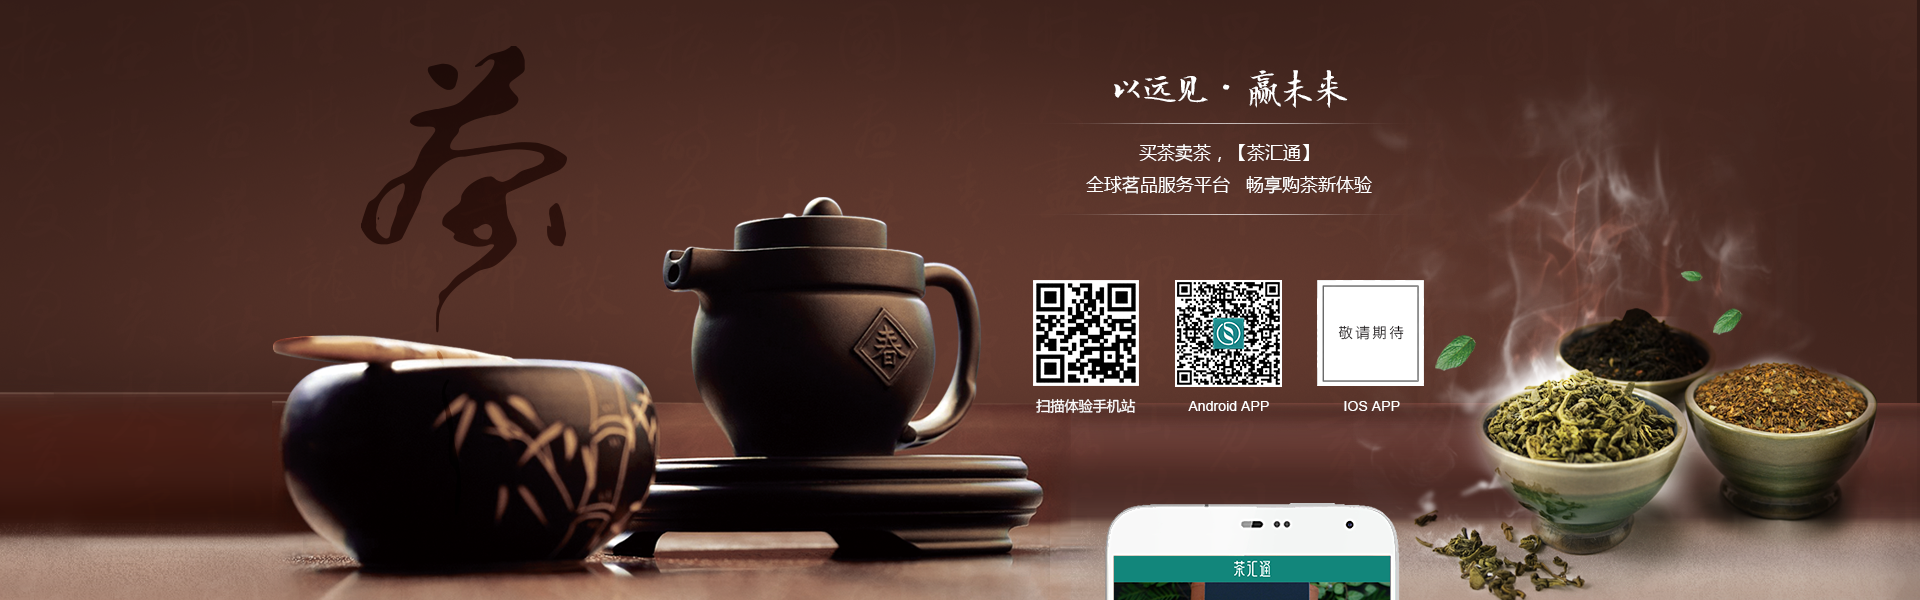 茶
以远见·赢未来
买茶卖茶，【茶汇通】
全球茗品服务平台 畅享购茶新体验
春
敬请期待
扫描体验手机站
Android APP
IOS APP
茶汇通